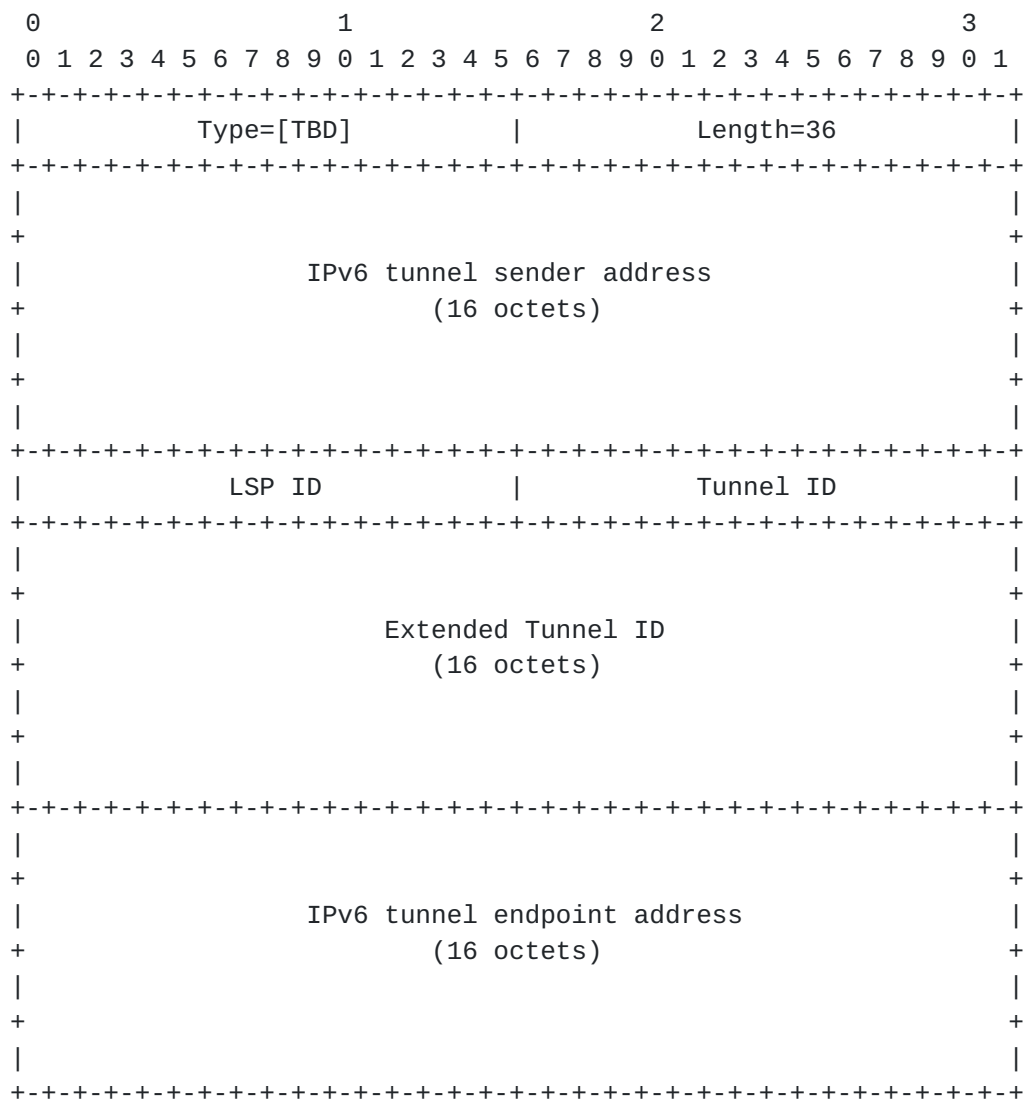 0                   1                   2                   3
 0 1 2 3 4 5 6 7 8 9 0 1 2 3 4 5 6 7 8 9 0 1 2 3 4 5 6 7 8 9 0 1
+-+-+-+-+-+-+-+-+-+-+-+-+-+-+-+-+-+-+-+-+-+-+-+-+-+-+-+-+-+-+-+-+
|           Type=[TBD]          |           Length=36           |
+-+-+-+-+-+-+-+-+-+-+-+-+-+-+-+-+-+-+-+-+-+-+-+-+-+-+-+-+-+-+-+-+
|                                                               |
+                                                               +
|                  IPv6 tunnel sender address                   |
+                          (16 octets)                          +
|                                                               |
+                                                               +
|                                                               |
+-+-+-+-+-+-+-+-+-+-+-+-+-+-+-+-+-+-+-+-+-+-+-+-+-+-+-+-+-+-+-+-+
|             LSP ID            |           Tunnel ID           |
+-+-+-+-+-+-+-+-+-+-+-+-+-+-+-+-+-+-+-+-+-+-+-+-+-+-+-+-+-+-+-+-+
|                                                               |
+                                                               +
|                       Extended Tunnel ID                      |
+                          (16 octets)                          +
|                                                               |
+                                                               +
|                                                               |
+-+-+-+-+-+-+-+-+-+-+-+-+-+-+-+-+-+-+-+-+-+-+-+-+-+-+-+-+-+-+-+-+
|                                                               |
+                                                               +
|                  IPv6 tunnel endpoint address                 |
+                          (16 octets)                          +
|                                                               |
+                                                               +
|                                                               |
+-+-+-+-+-+-+-+-+-+-+-+-+-+-+-+-+-+-+-+-+-+-+-+-+-+-+-+-+-+-+-+-+